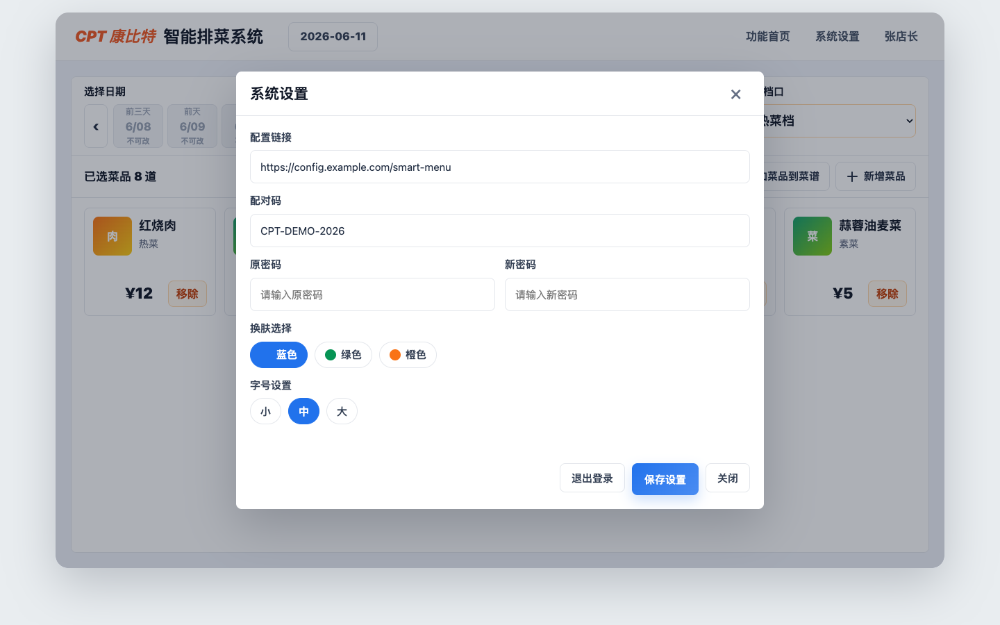 CPT 康比特 智能排菜系统 2026-06-11 功能首页 系统设置 张店长
选择日期
‹
前三天
6/08
不可改
前天
6/09
不可改
档口
热菜档
已选菜品 8 道
菜品到菜谱
＋ 新增菜品
肉 红烧肉
热菜
¥12 移除
菜 蒜蓉油麦菜
素菜
¥5 移除
系统设置 ×
配置链接
https://config.example.com/smart-menu
配对码
CPT-DEMO-2026
原密码 新密码
请输入原密码 请输入新密码
换肤选择
蓝色 绿色 橙色
字号设置
小 中 大
退出登录 保存设置 关闭